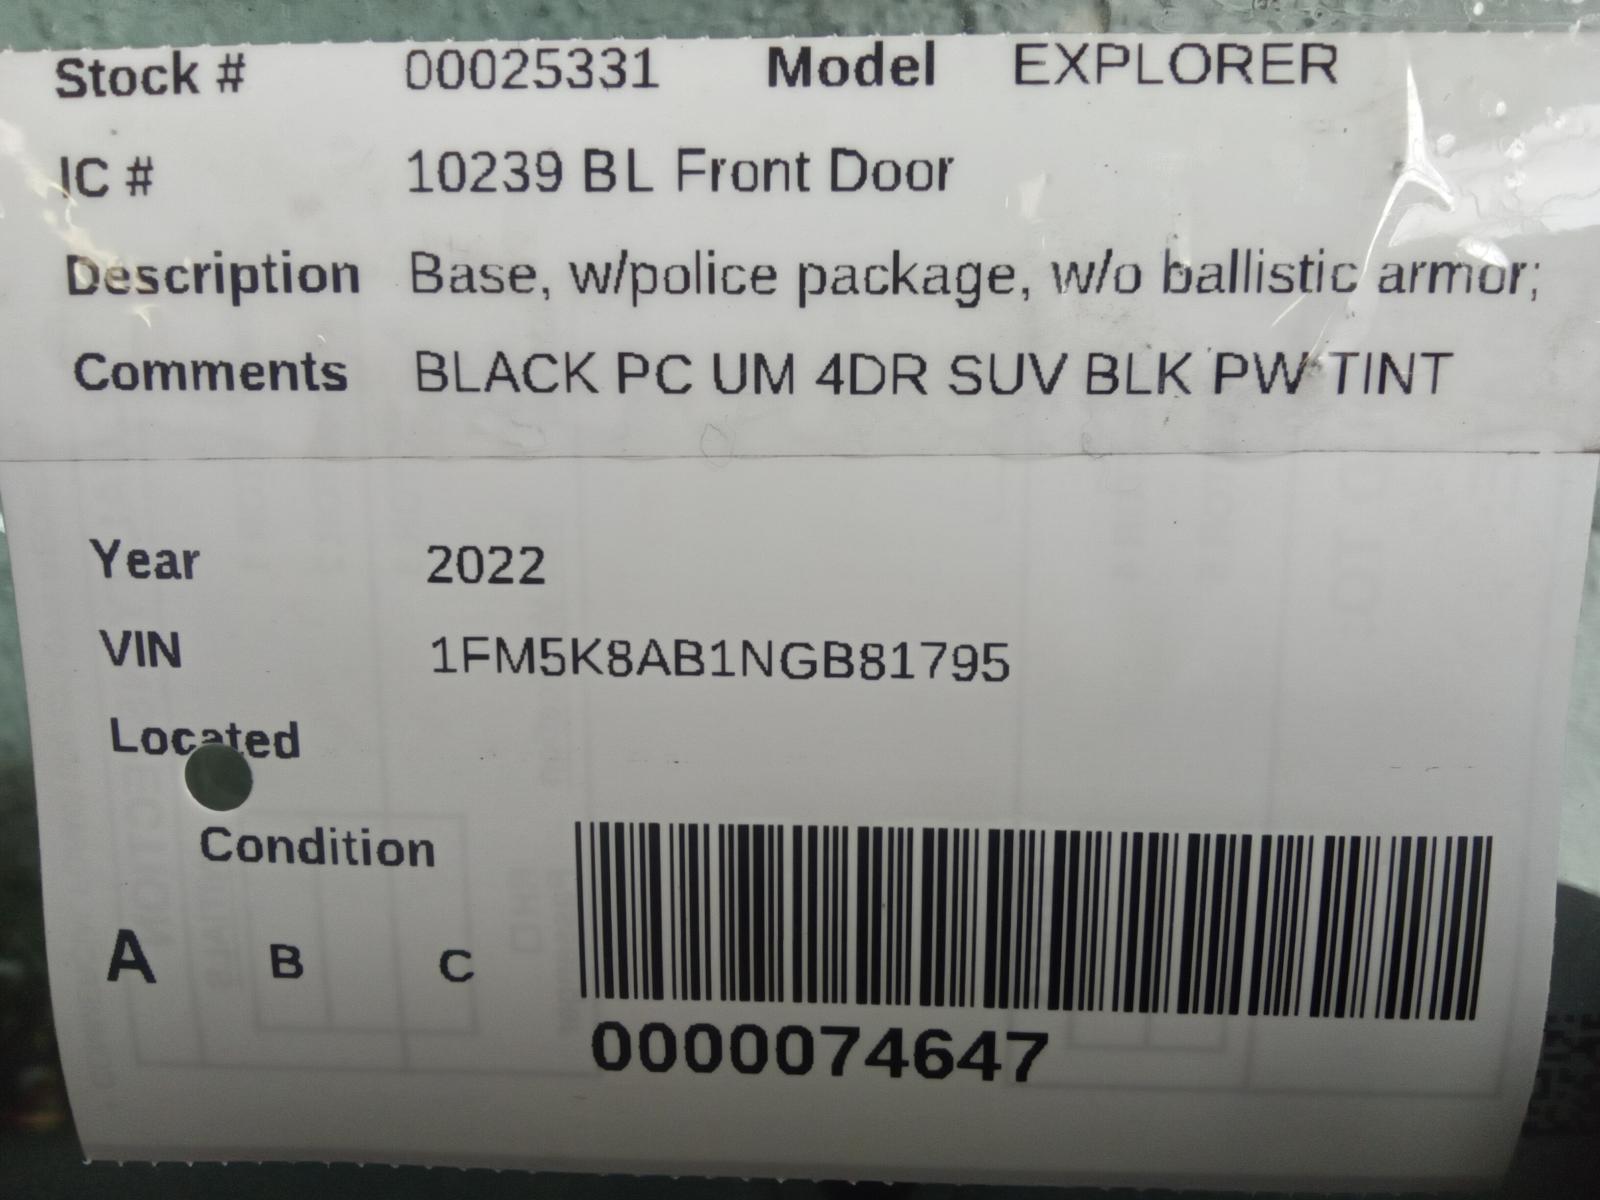 Stock # 00025331 Model EXPLORER
IC # 10239 BL Front Door
Description Base, w/police package, w/o ballistic armor;
Comments BLACK PC UM 4DR SUV BLK PW TINT
Year 2022
VIN 1FM5K8AB1NGB81795
Located
Condition
A B C
0000074647